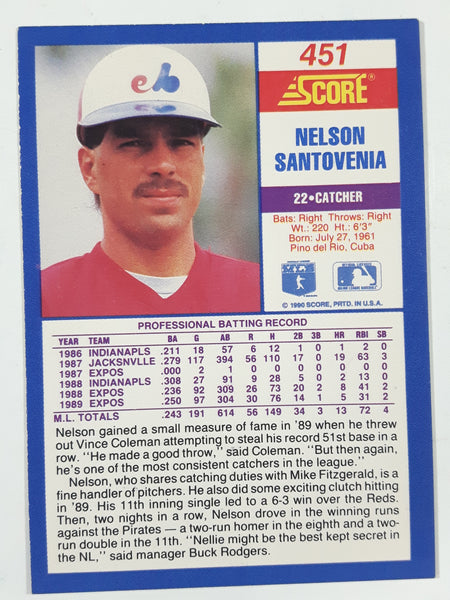 451
SCORE®
NELSON
SANTOVENIA
22•CATCHER
Bats: Right Throws: Right
Wt.: 220 Ht.: 6'3"
Born: July 27, 1961
Pino del Rio, Cuba
© 1990 SCORE, PRTD. IN U.S.A.
PROFESSIONAL BATTING RECORD
YEAR TEAM BA G AB R H 2B 3B HR RBI SB
1986 INDIANAPLS .211 18 57 6 12 1 0 1 2 0
1987 JACKSNVLLE .279 117 394 56 110 17 0 19 63 3
1987 EXPOS .000 2 1 0 0 0 0 0 0 0
1988 INDIANAPLS .308 27 91 9 28 5 0 2 13 0
1988 EXPOS .236 92 309 26 73 20 2 8 41 2
1989 EXPOS .250 97 304 30 76 14 1 5 31 2
M.L. TOTALS .243 191 614 56 149 34 3 13 72 4
Nelson gained a small measure of fame in '89 when he threw
out Vince Coleman attempting to steal his record 51st base in a
row. "He made a good throw," said Coleman. "But then again,
he's one of the most consistent catchers in the league."
Nelson, who shares catching duties with Mike Fitzgerald, is a
fine handler of pitchers. He also did some exciting clutch hitting
in '89. His 11th inning single led to a 6-3 win over the Reds.
Then, two nights in a row, Nelson drove in the winning runs
against the Pirates — a two-run homer in the eighth and a two-
run double in the 11th. "Nellie might be the best kept secret in
the NL," said manager Buck Rodgers.